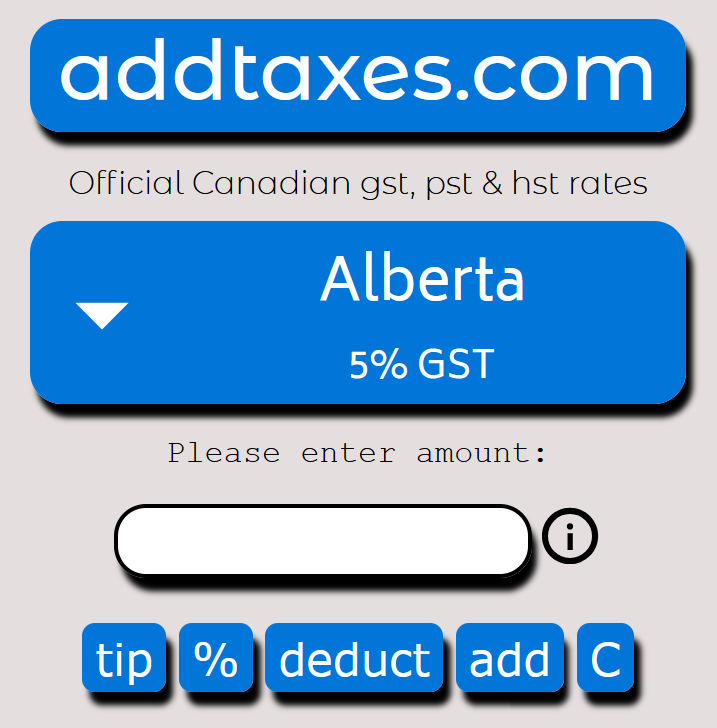 addtaxes.com
Official Canadian gst, pst & hst rates
Alberta
5% GST
Please enter amount:
i
tip % deduct add C